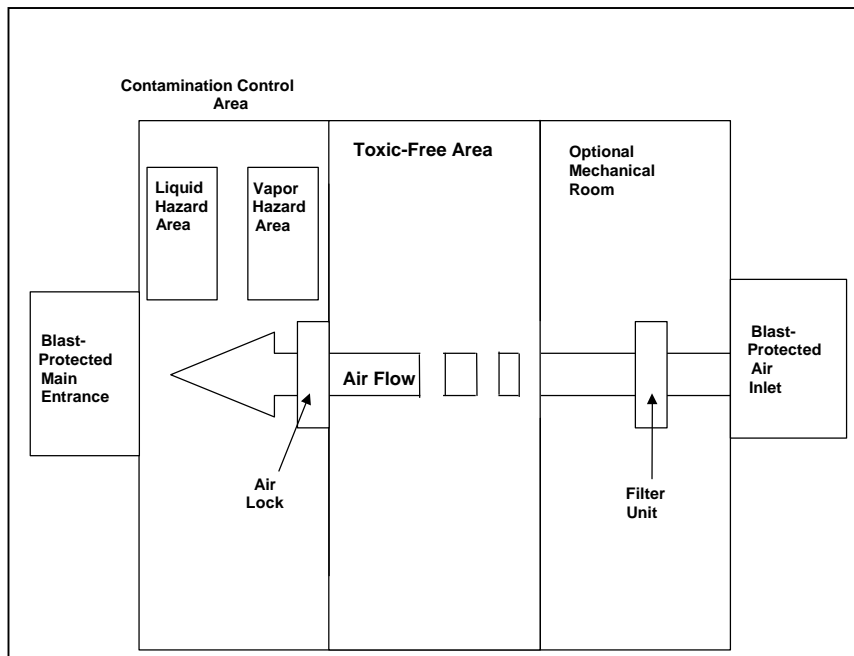 Contamination Control
Area
Toxic-Free Area
Optional
Mechanical
Room
Liquid
Hazard
Area
Vapor
Hazard
Area
Blast-
Protected
Main
Entrance
Air Flow
Blast-
Protected
Air
Inlet
Air
Lock
Filter
Unit